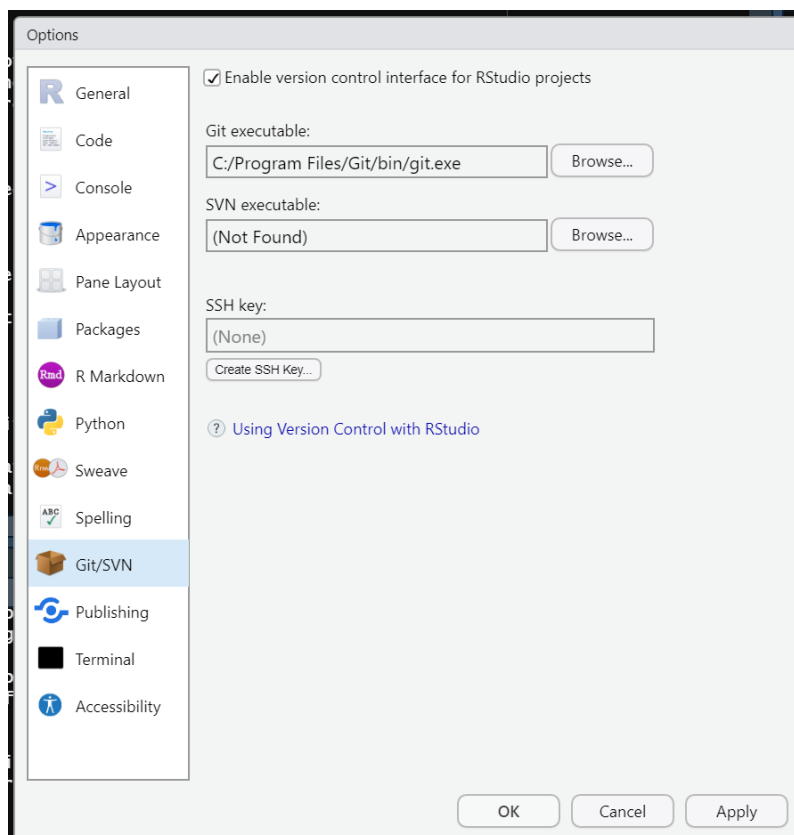 Options
General
Code
Console
Appearance
Pane Layout
Packages
Rmd R Markdown
Python
Sweave
ABC Spelling
Git/SVN
Publishing
Terminal
Accessibility
Enable version control interface for RStudio projects
Git executable:
C:/Program Files/Git/bin/git.exe Browse...
SVN executable:
(Not Found) Browse...
SSH key:
(None)
Create SSH Key...
? Using Version Control with RStudio
OK Cancel Apply